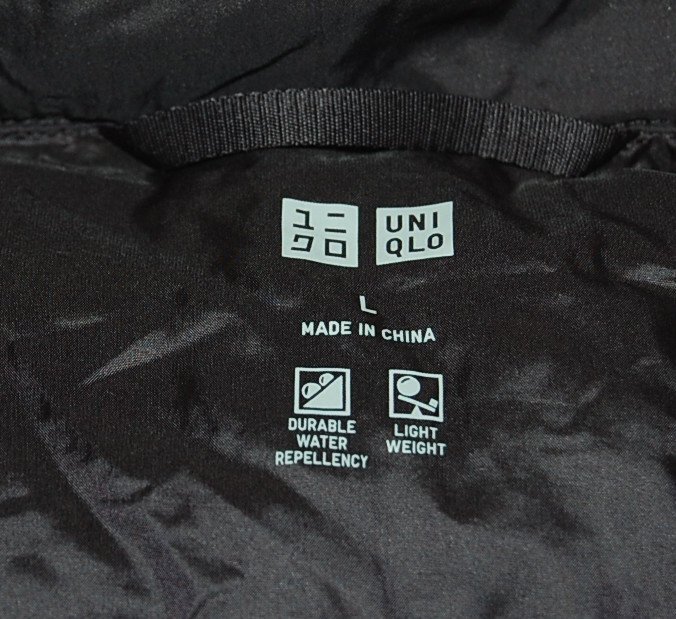 ユニ
クロ
UNI
QLO
L
MADE IN CHINA
DURABLE
WATER
REPELLENCY
LIGHT
WEIGHT